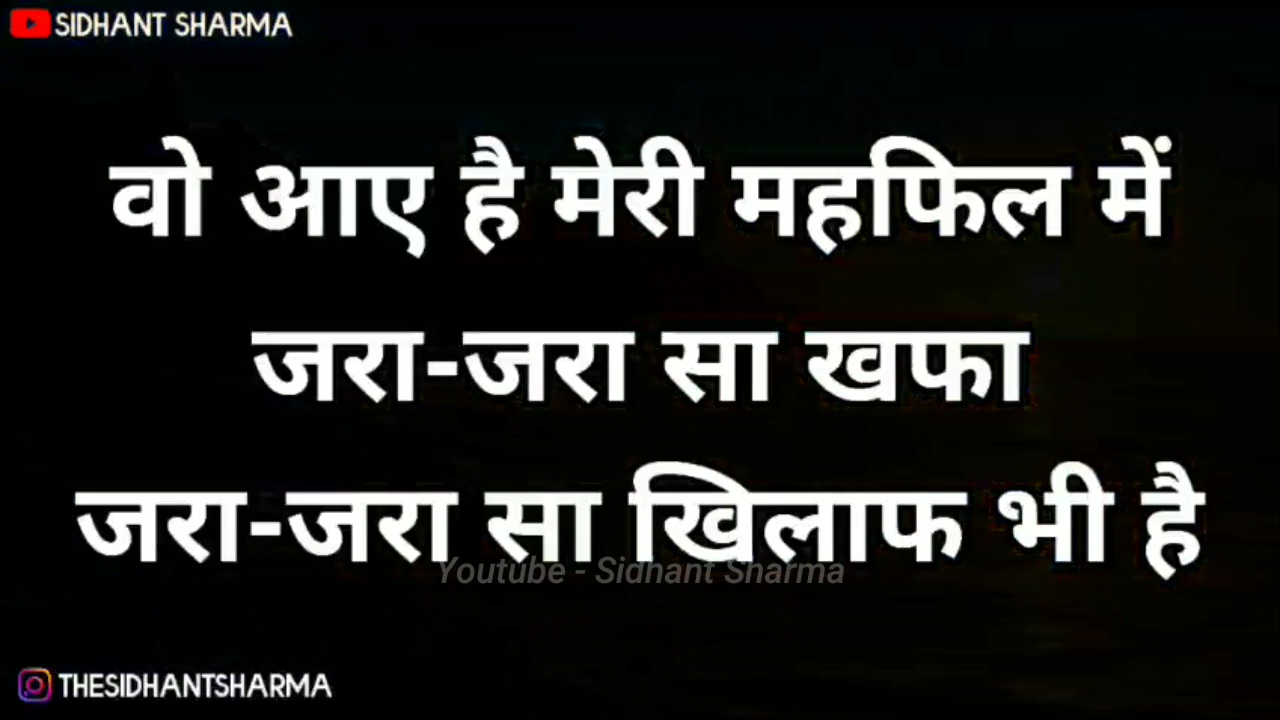 SIDHANT SHARMA
वो आए है मेरी महफिल में
जरा-जरा सा खफा
जरा-जरा सा खिलाफ भी है
Youtube - Sidhant Sharma
THESIDHANTSHARMA